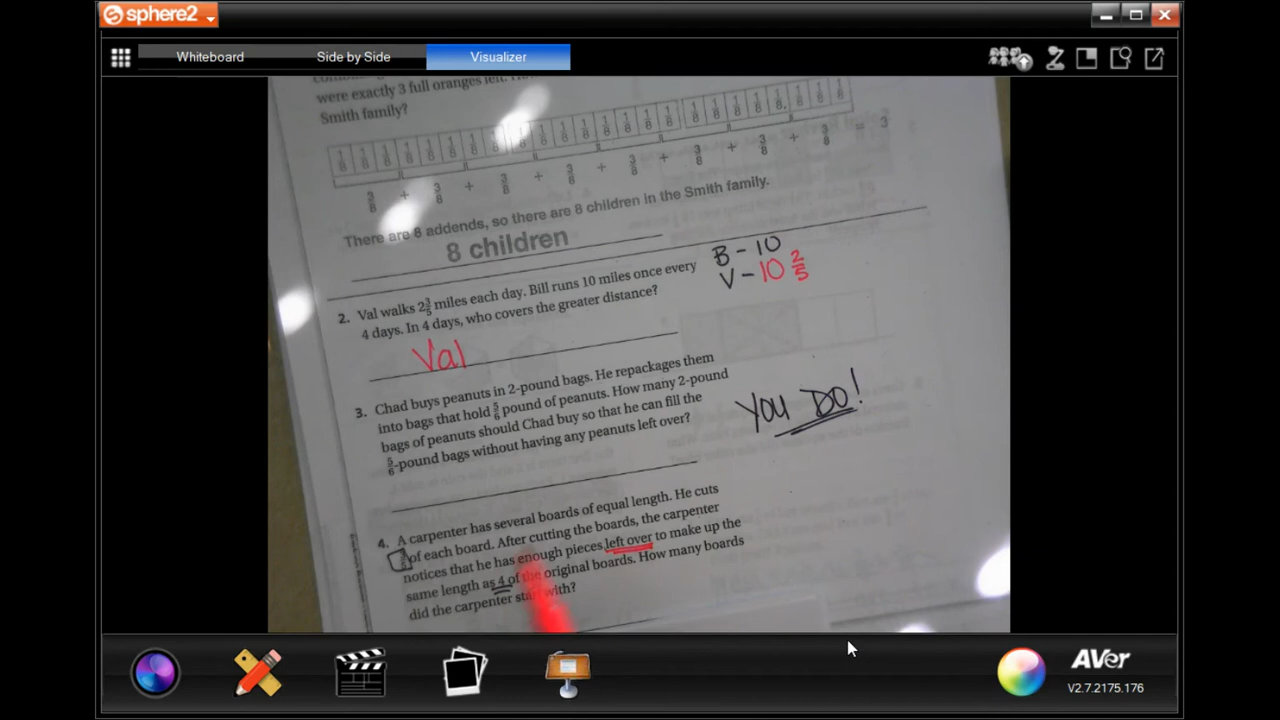 sphere2
Whiteboard Side by Side Visualizer
were exactly 3 full oranges left.
Smith family?
1/8 1/8 1/8 1/8 1/8 1/8 1/8 1/8 1/8 1/8 1/8 1/8 1/8 1/8 1/8 1/8 1/8 1/8 1/8 1/8 1/8 1/8 1/8 1/8
3/8 + 3/8 + 3/8 + 3/8 + 3/8 + 3/8 + 3/8 + 3/8 = 3
There are 8 addends, so there are 8 children in the Smith family.
8 children
2. Val walks 2 3/5 miles each day. Bill runs 10 miles once every
4 days. In 4 days, who covers the greater distance?
B - 10
V - 10 2/5
Val
3. Chad buys peanuts in 2-pound bags. He repackages them
into bags that hold 5/6 pound of peanuts. How many 2-pound
bags of peanuts should Chad buy so that he can fill the
5/6-pound bags without having any peanuts left over?
YOU DO!
4. A carpenter has several boards of equal length. He cuts
of each board. After cutting the boards, the carpenter
notices that he has enough pieces left over to make up the
same length as 4 of the original boards. How many boards
did the carpenter start with?
AVer
V2.7.2175.176